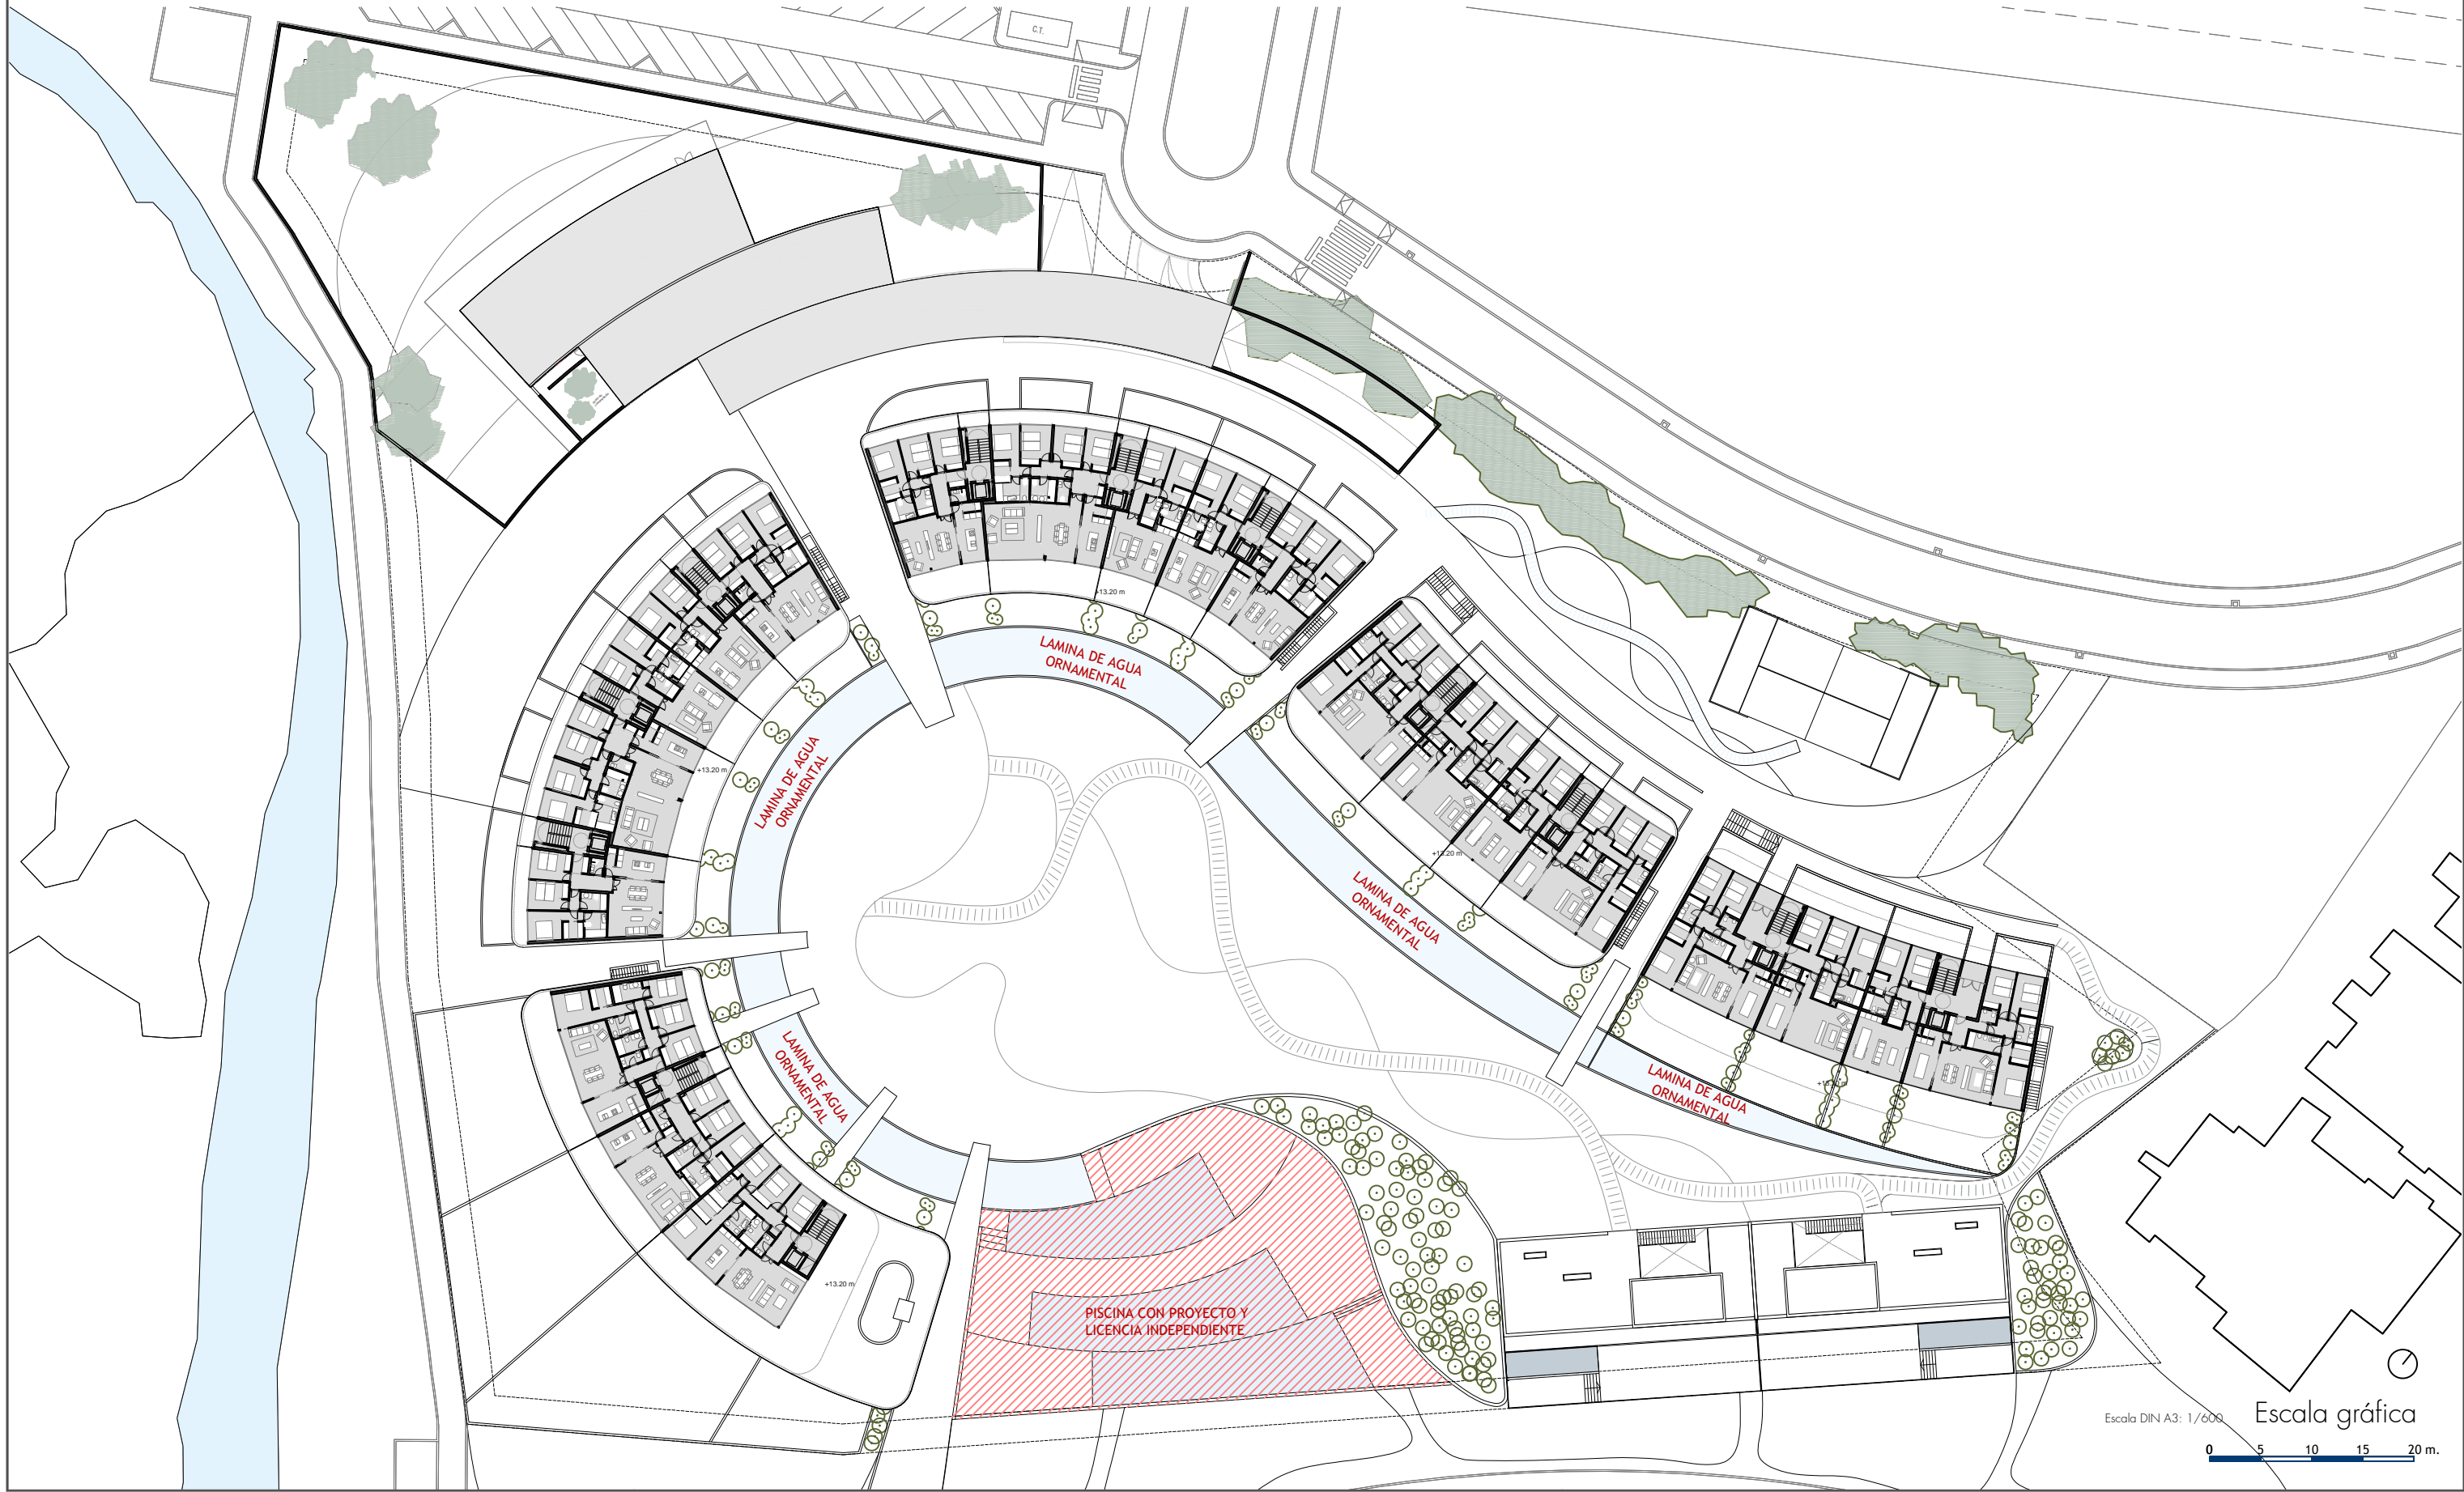 C.T.
+13.20 m
LAMINA DE AGUA
ORNAMENTAL
+13.20 m
LAMINA DE AGUA
ORNAMENTAL
+13.20 m
LAMINA DE AGUA
ORNAMENTAL
LAMINA DE AGUA
ORNAMENTAL
LAMINA DE AGUA
ORNAMENTAL
+13.20 m
PISCINA CON PROYECTO Y
LICENCIA INDEPENDIENTE
Escala DIN A3: 1/600
Escala gráfica
0 5 10 15 20 m.